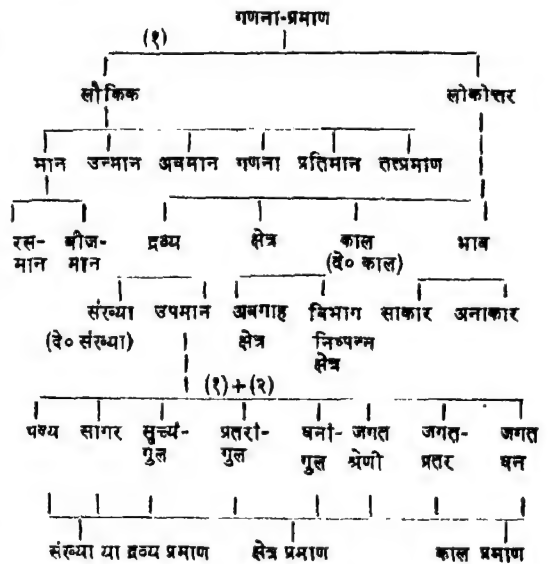 गणना-प्रमाण
(१)
लौकिक लोकोत्तर
मान उन्मान अवमान गणना प्रतिमान तत्प्रमाण
रस- बीज- द्रव्य क्षेत्र काल भाव
मान मान (दे० काल)
संख्या उपमान अवगाह विभाग साकार अनाकार
(दे० संख्या) क्षेत्र निष्पन्न
क्षेत्र
(१)+(२)
पल्य सागर सूच्यं- प्रतरां- घनां- जगत जगत- जगत
गुल गुल गुल श्रेणी प्रतर घन
संख्या या द्रव्य प्रमाण क्षेत्र प्रमाण काल प्रमाण